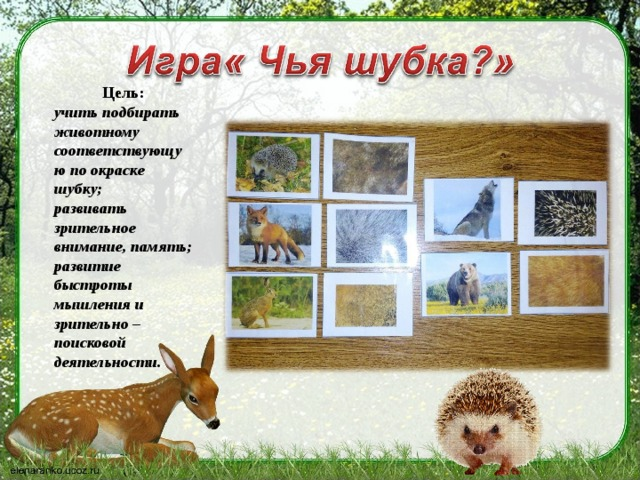 Игра« Чья шубка?»
Цель:
учить подбирать
животному
соответствующу
ю по окраске
шубку;
развивать
зрительное
внимание, память;
развитие
быстроты
мышления и
зрительно –
поисковой
деятельности.
elenaranko.ucoz.ru